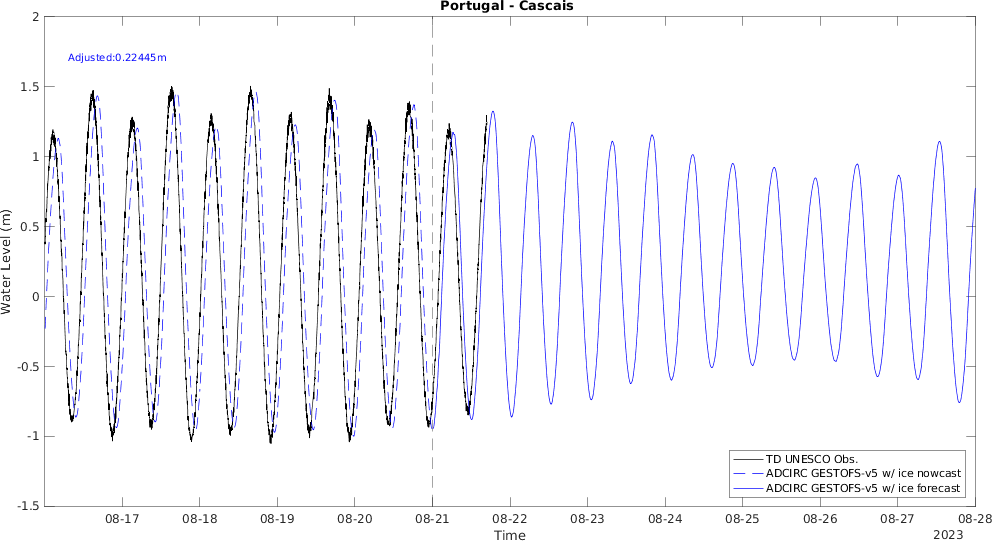 Portugal - Cascais
Adjusted:0.22445m
2
1.5
1
0.5
0
-0.5
-1
-1.5
Water Level (m)
TD UNESCO Obs.
ADCIRC GESTOFS-v5 w/ ice nowcast
ADCIRC GESTOFS-v5 w/ ice forecast
08-17 08-18 08-19 08-20 08-21 08-22 08-23 08-24 08-25 08-26 08-27 08-28
Time
2023